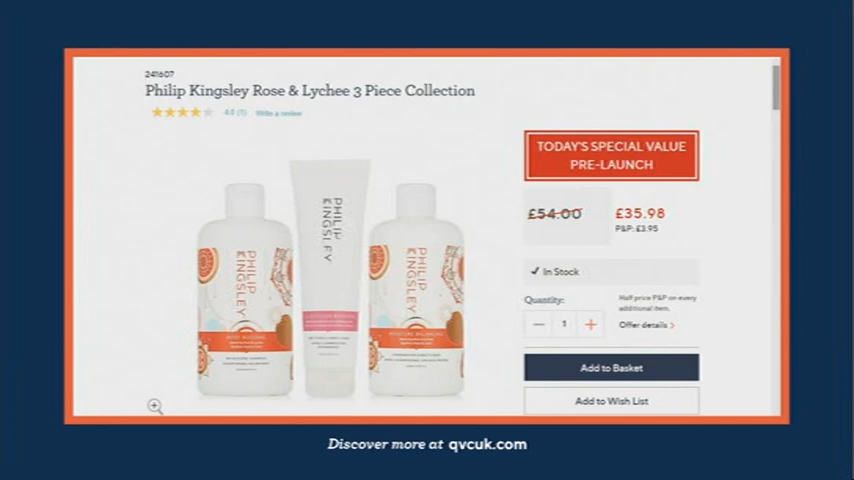 241607
Philip Kingsley Rose & Lychee 3 Piece Collection
4.0 (1) Write a review
TODAY'S SPECIAL VALUE
PRE-LAUNCH
£54.00
£35.98
P&P: £3.95
In Stock
Quantity:
1
Half price P&P on every
additional item.
Offer details
Add to Basket
Add to Wish List
PHILIP
KINGSLEY
PHILIP
KINGSLEY
PHILIP
KINGSLEY
Discover more at qvcuk.com